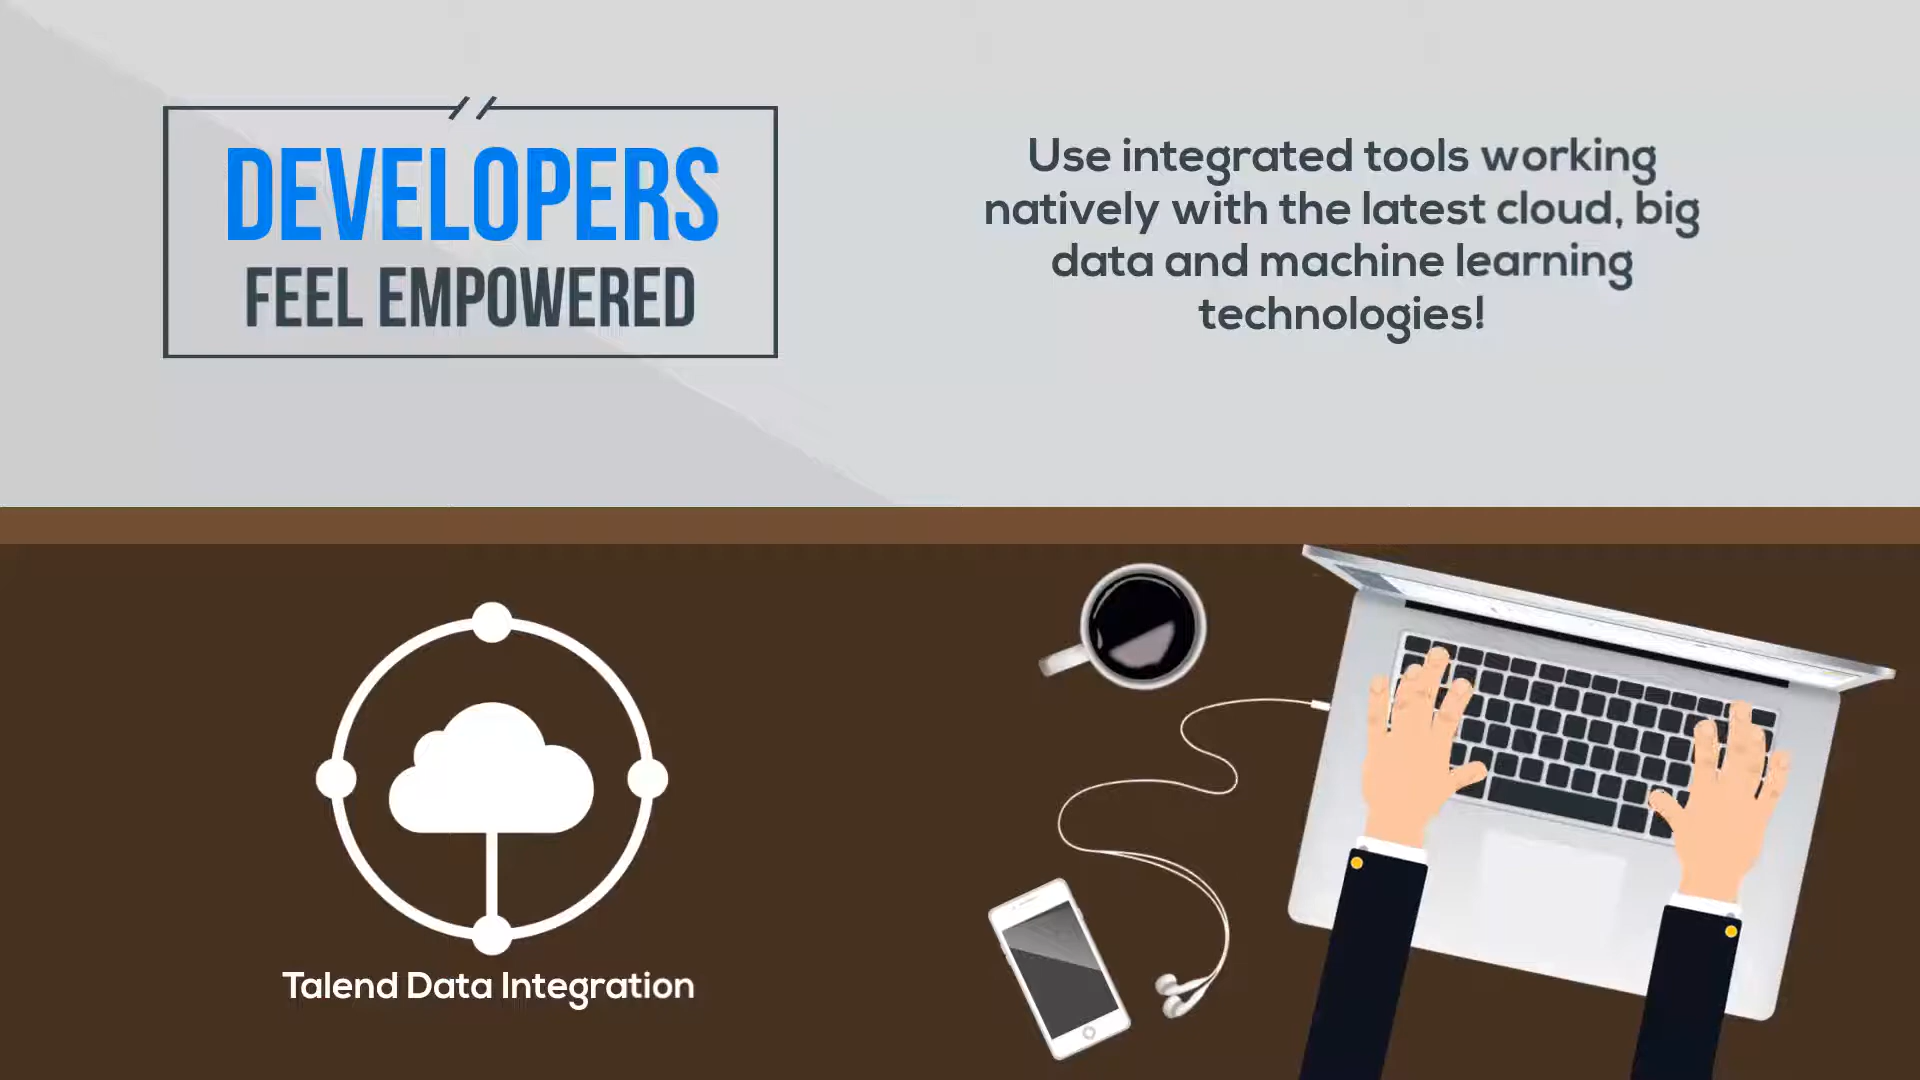 DEVELOPERS
FEEL EMPOWERED
Use integrated tools working
natively with the latest cloud, big
data and machine learning
technologies!
Talend Data Integration